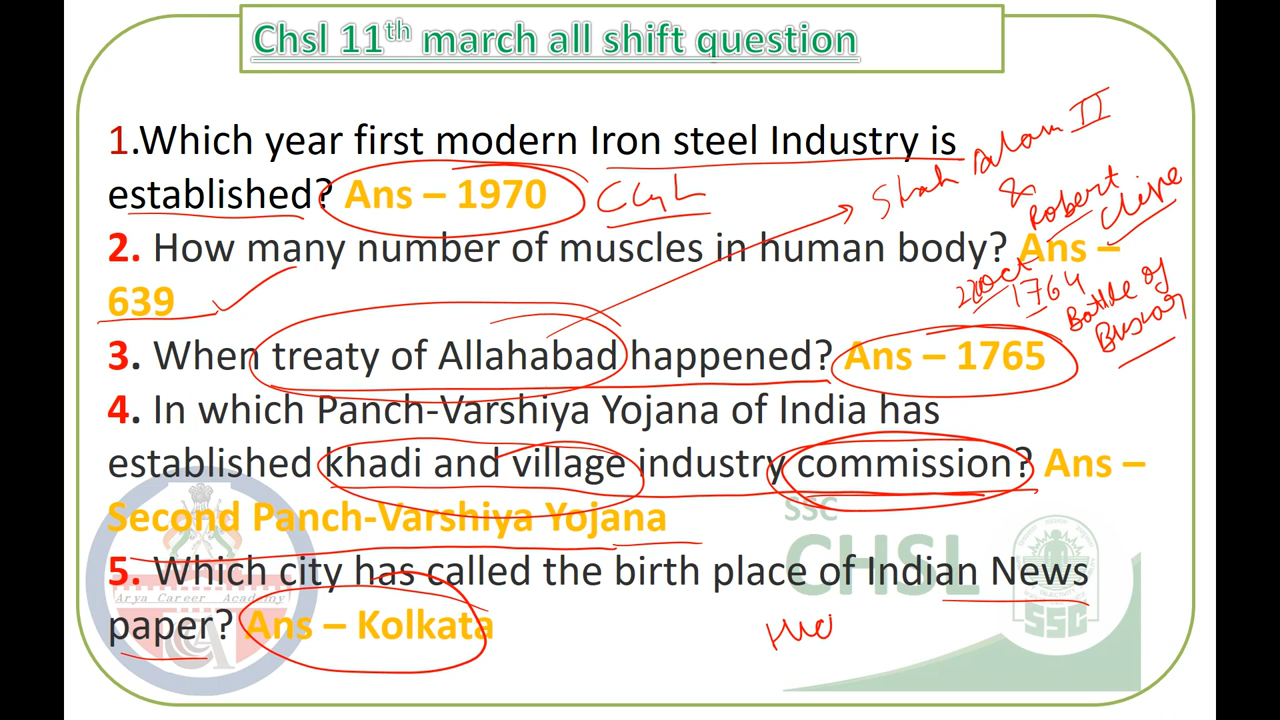 Chsl 11th march all shift question
1.Which year first modern Iron steel Industry is
established? Ans – 1970
2. How many number of muscles in human body? Ans –
639
3. When treaty of Allahabad happened? Ans – 1765
4. In which Panch-Varshiya Yojana of India has
established khadi and village industry commission? Ans –
Second Panch-Varshiya Yojana
5. Which city has called the birth place of Indian News
paper? Ans – Kolkata
Shah Alam II
&
Robert
Clive
22 Oct
1764
Battle of
Buxar
SSC
CHSL
SSC
Arya Career Academy